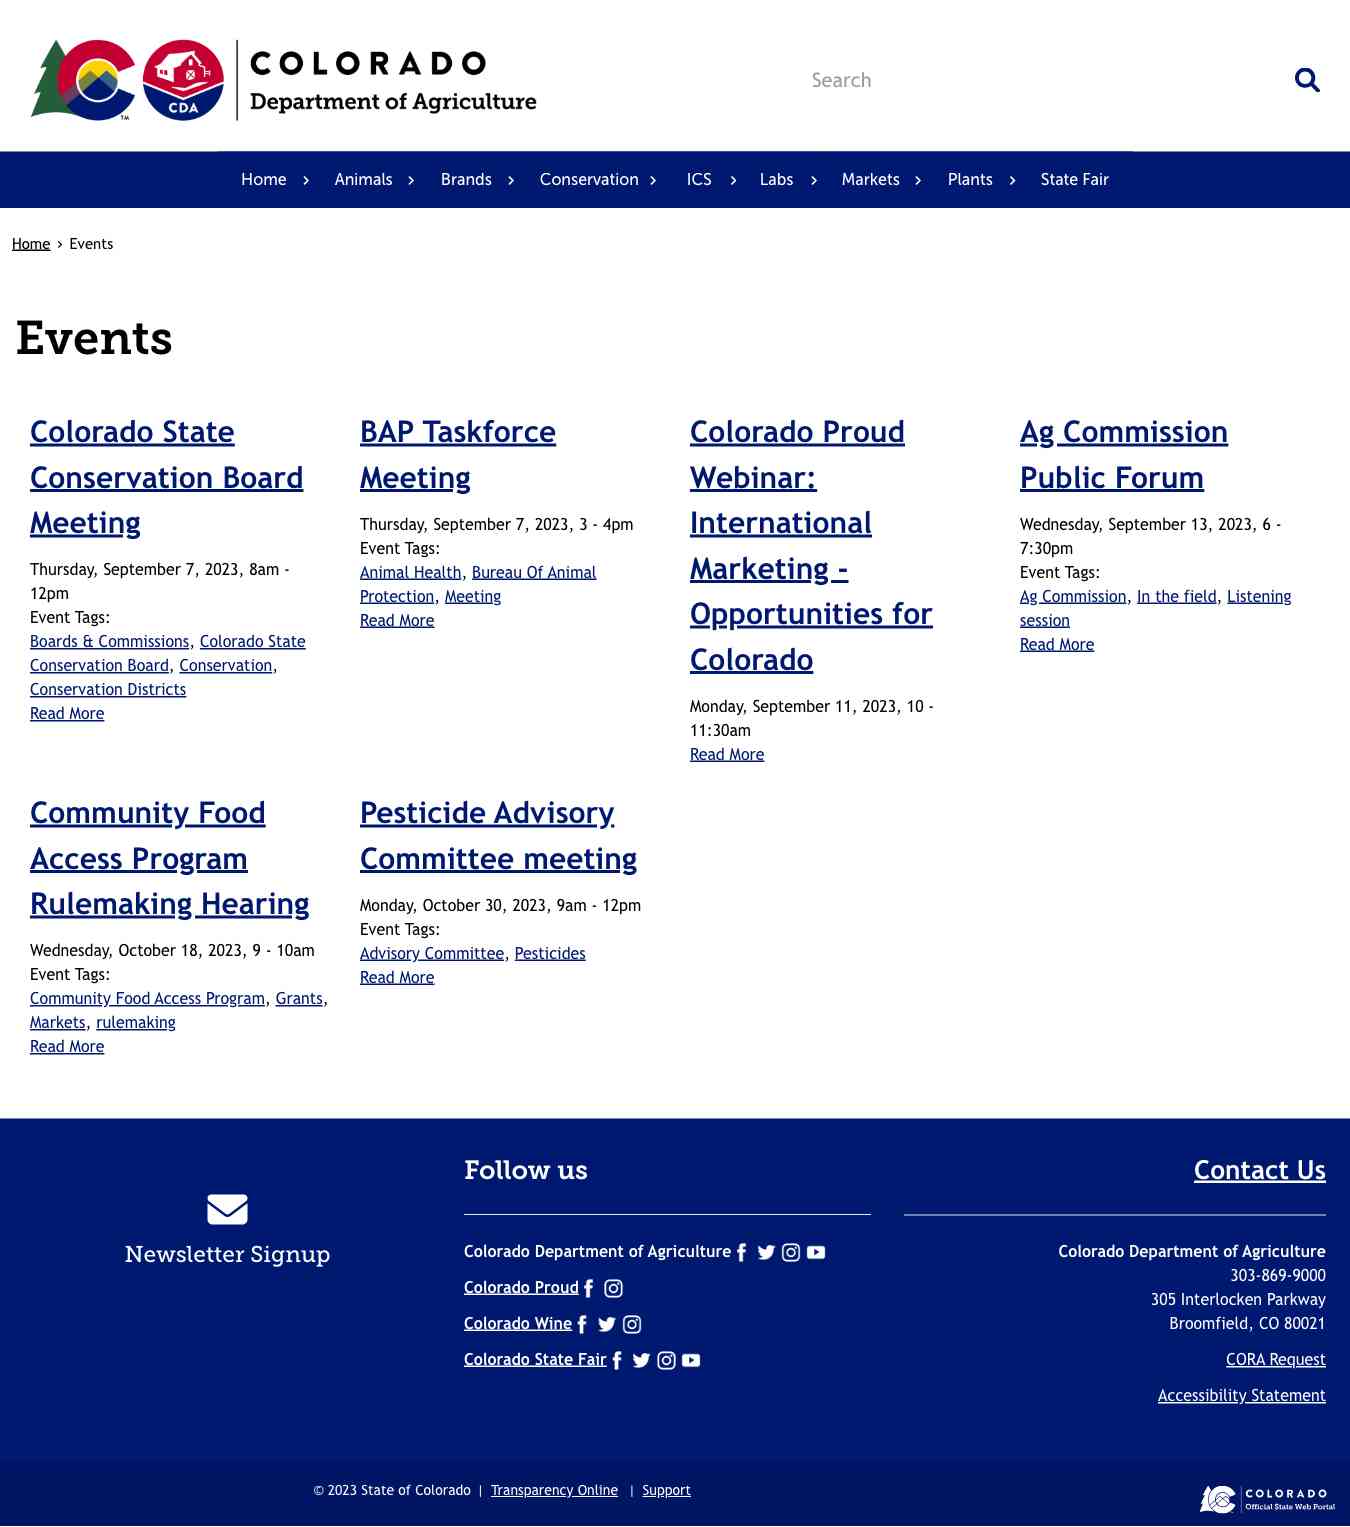 CDA
TM
COLORADO
Department of Agriculture
Search
Home Animals Brands Conservation ICS Labs Markets Plants State Fair
Home › Events
Events
Colorado State
Conservation Board
Meeting
Thursday, September 7, 2023, 8am -
12pm
Event Tags:
Boards & Commissions, Colorado State
Conservation Board, Conservation,
Conservation Districts
Read More
BAP Taskforce
Meeting
Thursday, September 7, 2023, 3 - 4pm
Event Tags:
Animal Health, Bureau Of Animal
Protection, Meeting
Read More
Colorado Proud
Webinar:
International
Marketing -
Opportunities for
Colorado
Monday, September 11, 2023, 10 -
11:30am
Read More
Ag Commission
Public Forum
Wednesday, September 13, 2023, 6 -
7:30pm
Event Tags:
Ag Commission, In the field, Listening
session
Read More
Community Food
Access Program
Rulemaking Hearing
Wednesday, October 18, 2023, 9 - 10am
Event Tags:
Community Food Access Program, Grants,
Markets, rulemaking
Read More
Pesticide Advisory
Committee meeting
Monday, October 30, 2023, 9am - 12pm
Event Tags:
Advisory Committee, Pesticides
Read More
Newsletter Signup
Follow us
Colorado Department of Agriculture
Colorado Proud
Colorado Wine
Colorado State Fair
Contact Us
Colorado Department of Agriculture
303-869-9000
305 Interlocken Parkway
Broomfield, CO 80021
CORA Request
Accessibility Statement
© 2023 State of Colorado | Transparency Online | Support
COLORADO
Official State Web Portal